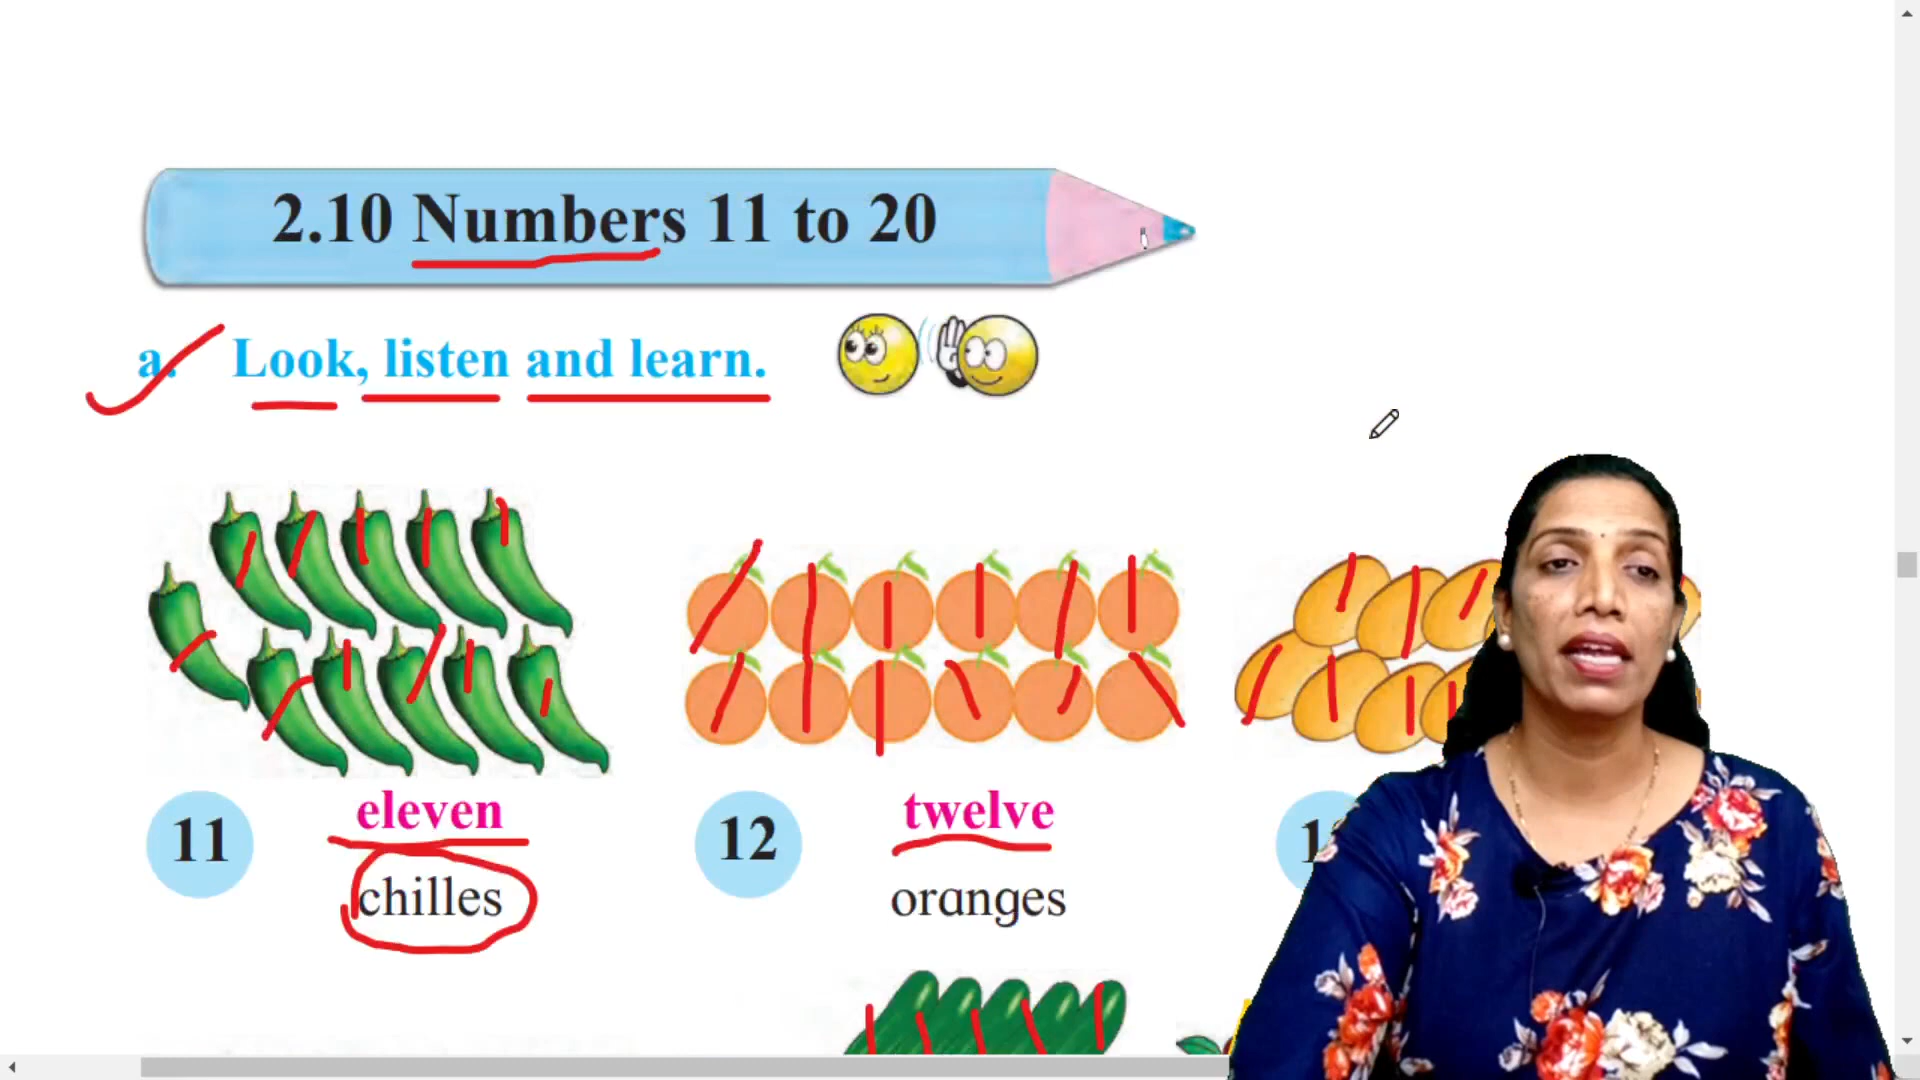 2.10 Numbers 11 to 20
a. Look, listen and learn.
11 eleven
chilles
12 twelve
oranges